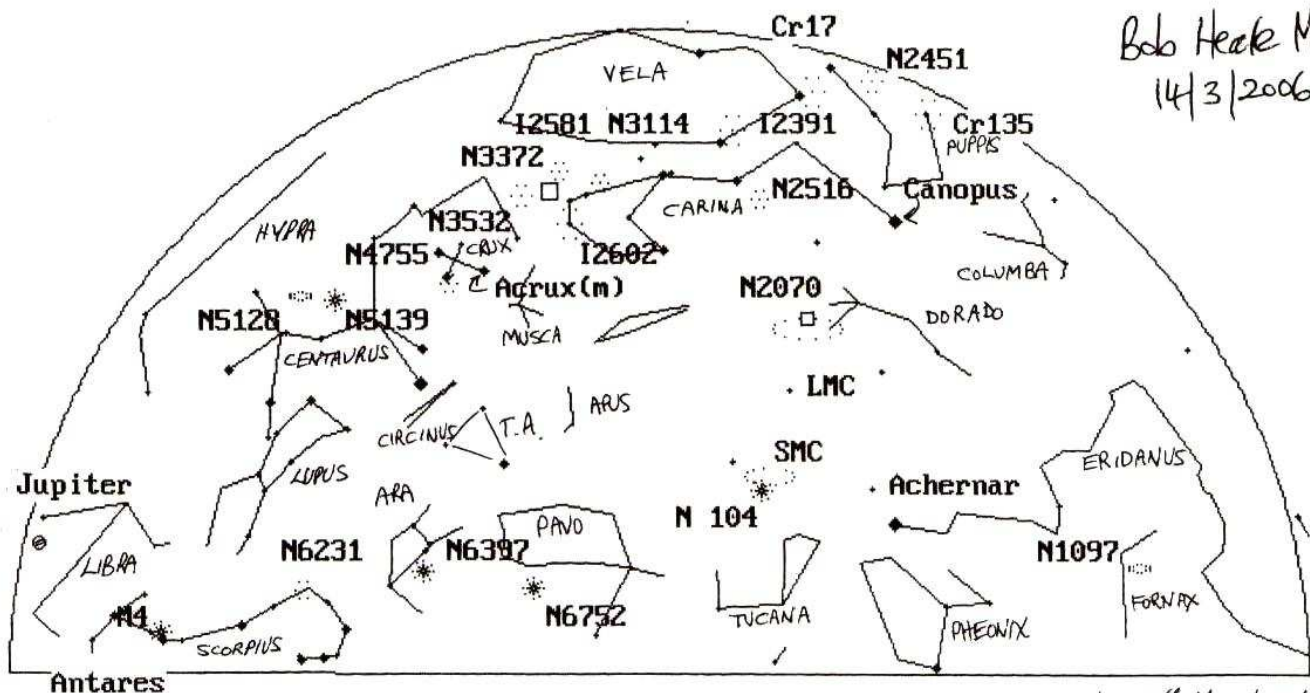 Cr17
Bob Heale
14/3/2006
N2451
VELA
I2581 N3114 I2391 Cr135
PUPPIS
N3372
N2516 Canopus
CARINA
HYDRA
N3532
CRUX
N4755
I2602
Acrux(m)
N2070
COLUMBA
DORADO
N5128 N5139
MUSCA
CENTAURUS
LMC
APUS
CIRCINUS
T.A.
SMC
ERIDANUS
LUPUS
Jupiter
ARA
Achernar
N 104
PAVO
N6231 N6397
N1097
LIBRA
FORNAX
M4
N6752
TUCANA
PHEONIX
SCORPIUS
Antares